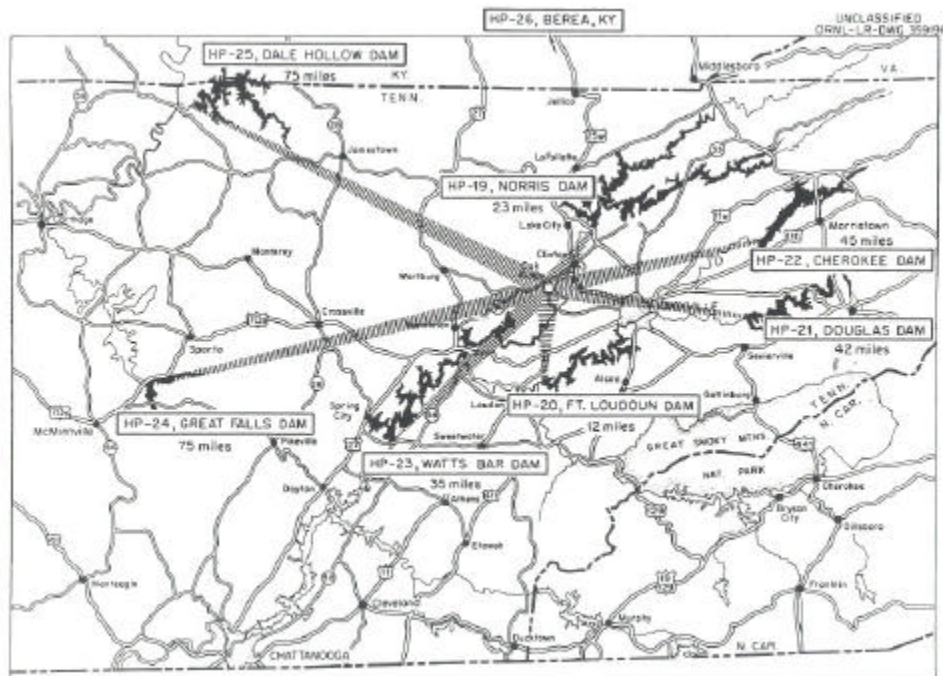 HP-26, BEREA, KY
UNCLASSIFIED
HP-25, DALE HOLLOW DAM
75 miles
KY.
TENN.
Middlesboro
VA.
Jellico
Jamestown
LaFollette
HP-19, NORRIS DAM
23 miles
Lake City
Clinton
Morristown
45 miles
HP-22, CHEROKEE DAM
Monterey
Wartburg
Oak
Crossville
HP-21, DOUGLAS DAM
42 miles
Sparta
Sevierville
Alcoa
Gatlinburg
TENN.
N. CAR.
Spring
City
Loudon
HP-20, FT. LOUDOUN DAM
12 miles
HP-24, GREAT FALLS DAM
75 miles
McMinnville
Pikeville
Sweetwater
GREAT SMOKY MTNS.
NAT. PARK
HP-23, WATTS BAR DAM
35 miles
Dayton
Athens
Cherokee
Bryson
City
Dillsboro
Etowah
Monteagle
Cleveland
Franklin
Murphy
Ducktown
CHATTANOOGA
N. CAR.